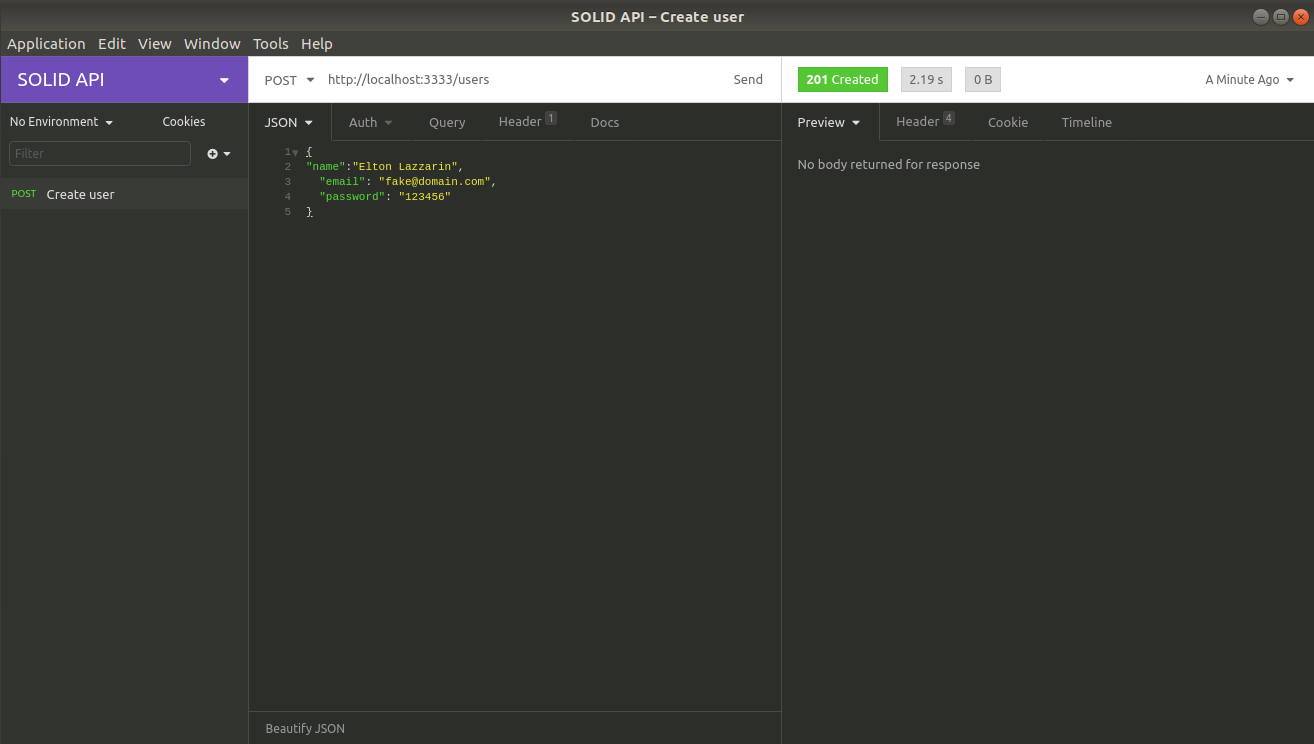 SOLID API – Create user
Application Edit View Window Tools Help
SOLID API
POST http://localhost:3333/users Send
201 Created 2.19 s 0 B A Minute Ago
No Environment Cookies
JSON Auth Query Header 1 Docs
Preview Header 4 Cookie Timeline
Filter
POST Create user
1 {
2 "name":"Elton Lazzarin",
3 "email": "fake@domain.com",
4 "password": "123456"
5 }
No body returned for response
Beautify JSON